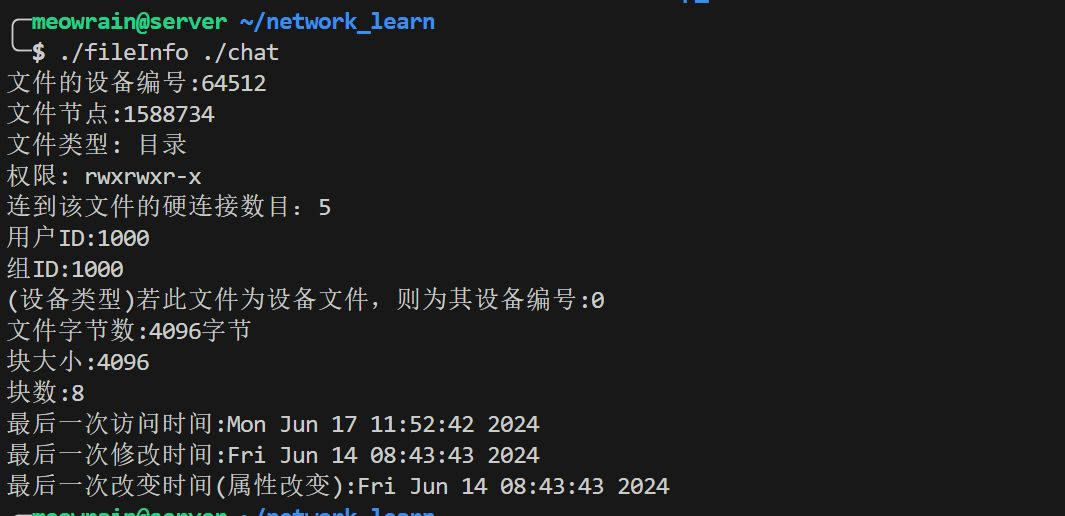 meowrain@server ~/network_learn
$ ./fileInfo ./chat
文件的设备编号:64512
文件节点:1588734
文件类型: 目录
权限: rwxrwxr-x
连到该文件的硬连接数目: 5
用户ID:1000
组ID:1000
(设备类型)若此文件为设备文件，则为其设备编号:0
文件字节数:4096字节
块大小:4096
块数:8
最后一次访问时间:Mon Jun 17 11:52:42 2024
最后一次修改时间:Fri Jun 14 08:43:43 2024
最后一次改变时间(属性改变):Fri Jun 14 08:43:43 2024
meowrain@server ~/network_learn